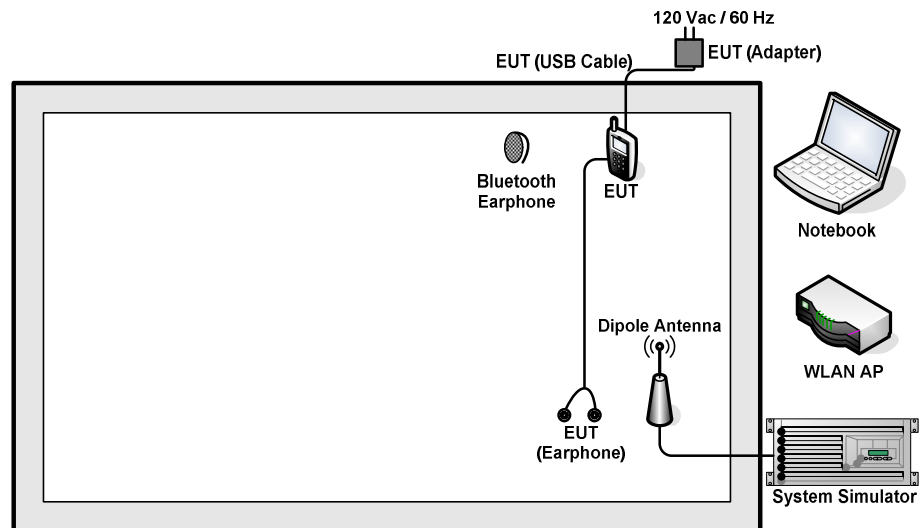 120 Vac / 60 Hz
EUT (Adapter)
EUT (USB Cable)
Bluetooth
Earphone
EUT
Notebook
Dipole Antenna
WLAN AP
EUT
(Earphone)
System Simulator